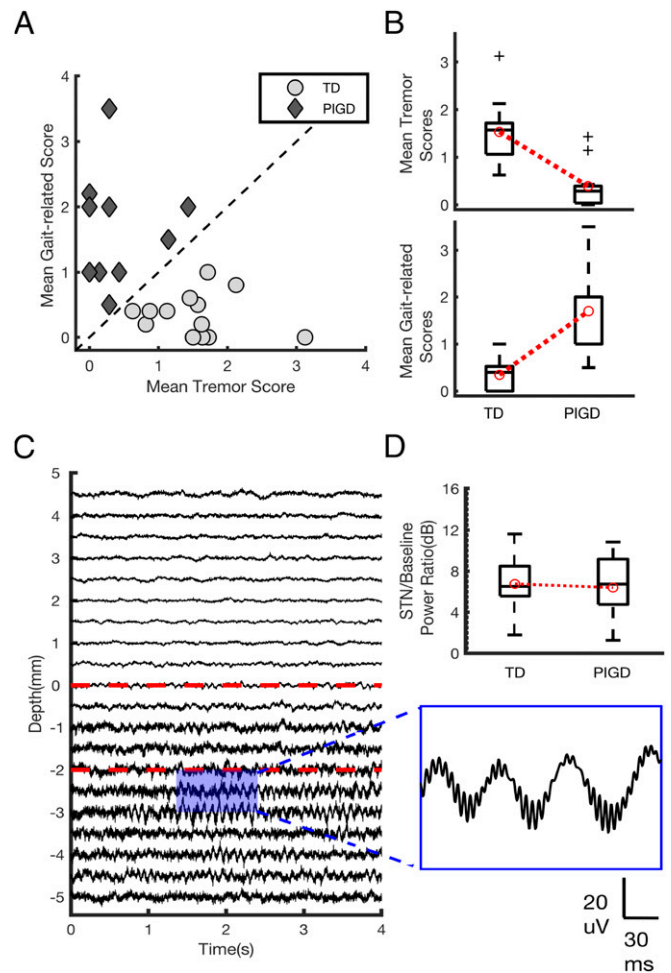 A
Mean Gait-related Score
4
3
2
1
0
0 1 2 3 4
Mean Tremor Score
TD
PIGD
B
Mean Tremor
Scores
3
2
1
0
Mean Gait-related
Scores
3
2
1
0
TD PIGD
C
Depth(mm)
5
4
3
2
1
0
-1
-2
-3
-4
-5
0 1 2 3 4
Time(s)
D
STN/Baseline
Power Ratio(dB)
16
12
8
4
0
TD PIGD
20
uV
30
ms